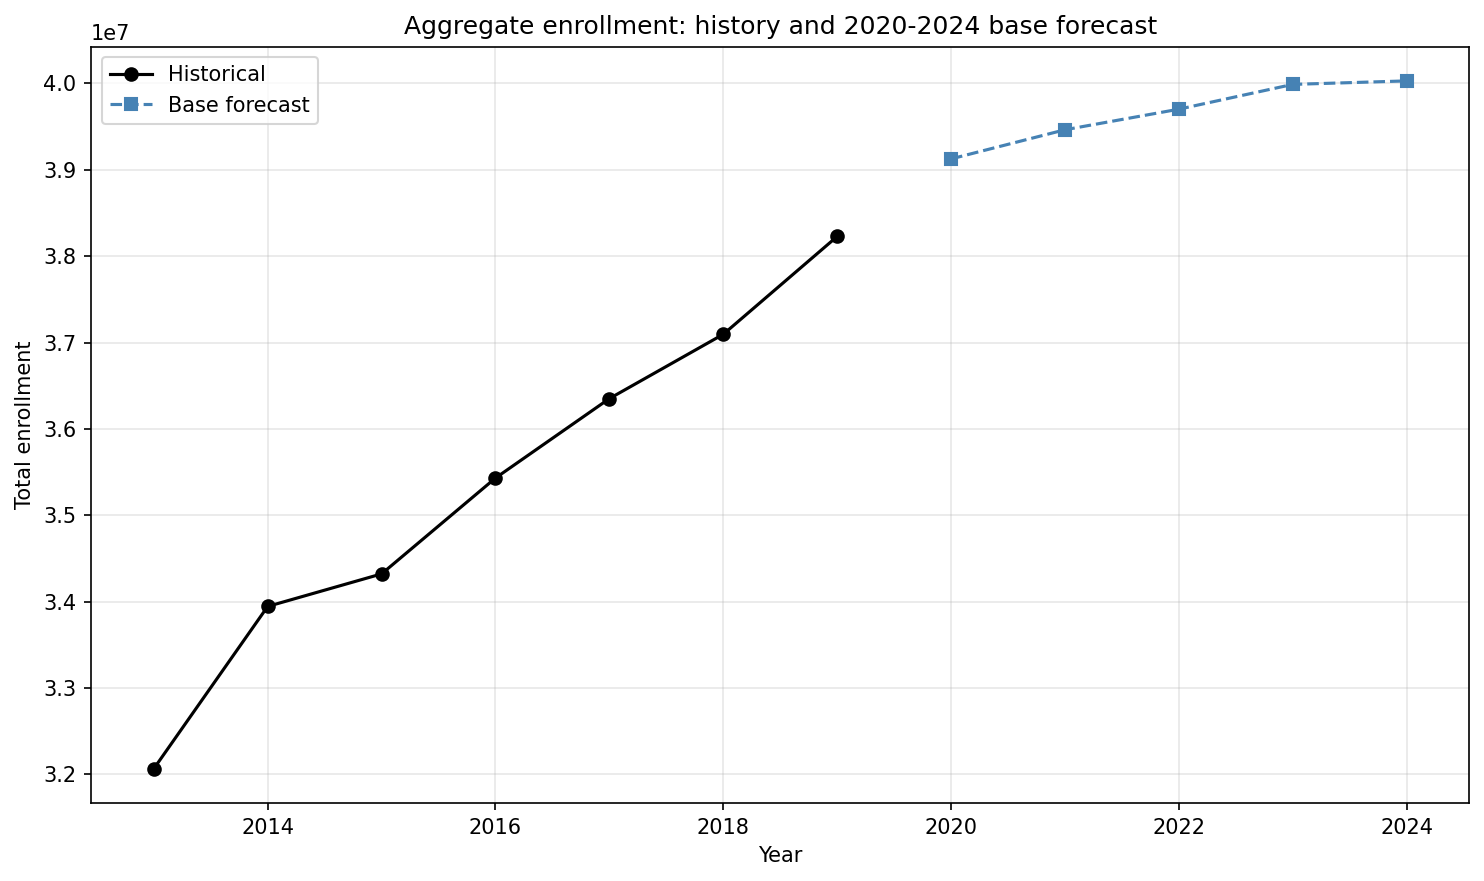 Aggregate enrollment: history and 2020-2024 base forecast
1e7
Historical
Base forecast
4.0
3.9
3.8
3.7
3.6
3.5
3.4
3.3
3.2
Total enrollment
2014 2016 2018 2020 2022 2024
Year